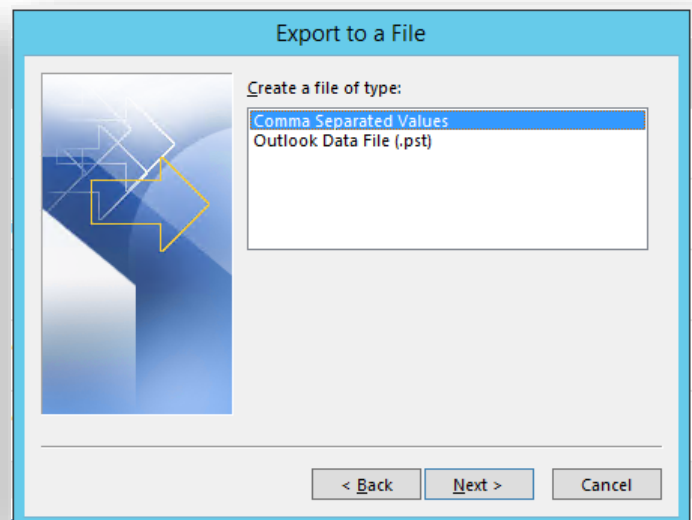 Export to a File
Create a file of type:
Comma Separated Values
Outlook Data File (.pst)
< Back
Next >
Cancel